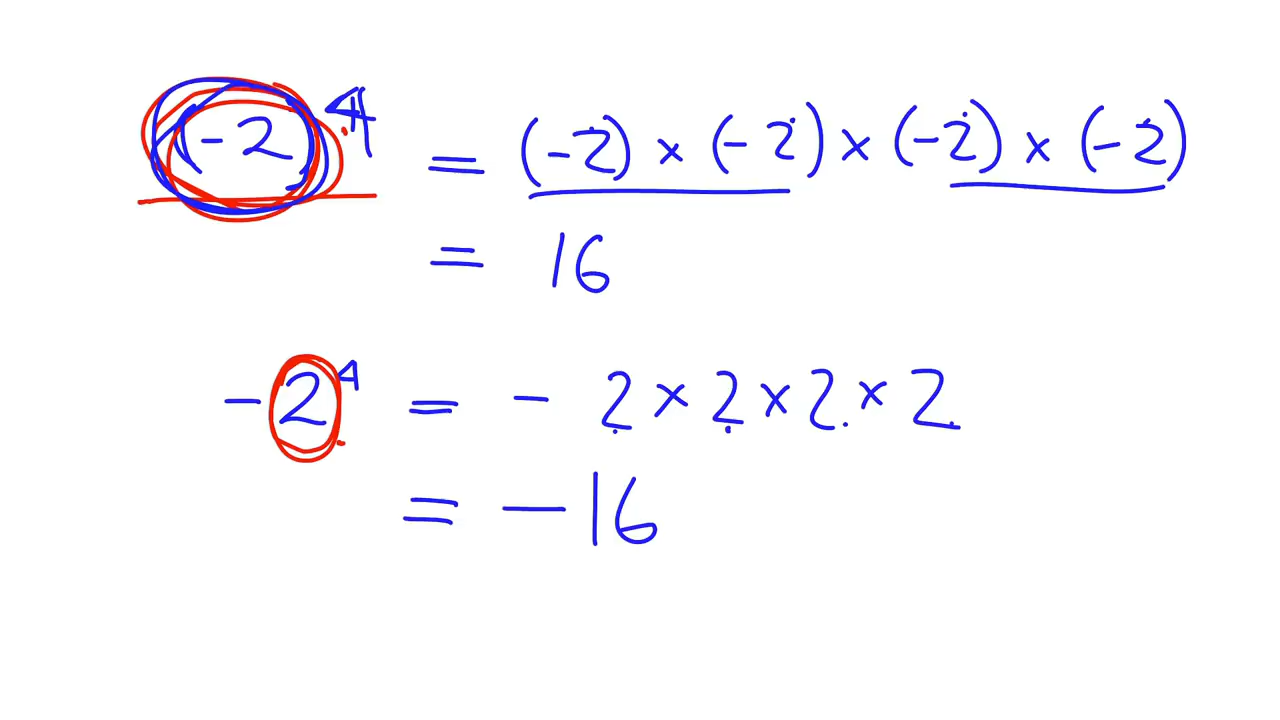 (-2)⁴ = (-2) × (-2) × (-2) × (-2)
= 16
-2⁴ = - 2 × 2 × 2 × 2
= -16